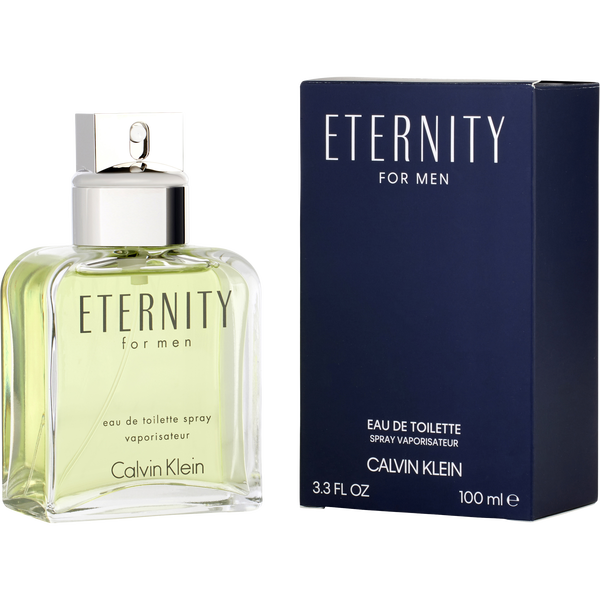 ETERNITY
for men
eau de toilette spray
vaporisateur
Calvin Klein
ETERNITY
FOR MEN
EAU DE TOILETTE
SPRAY VAPORISATEUR
CALVIN KLEIN
3.3 FL OZ 100 ml ℮